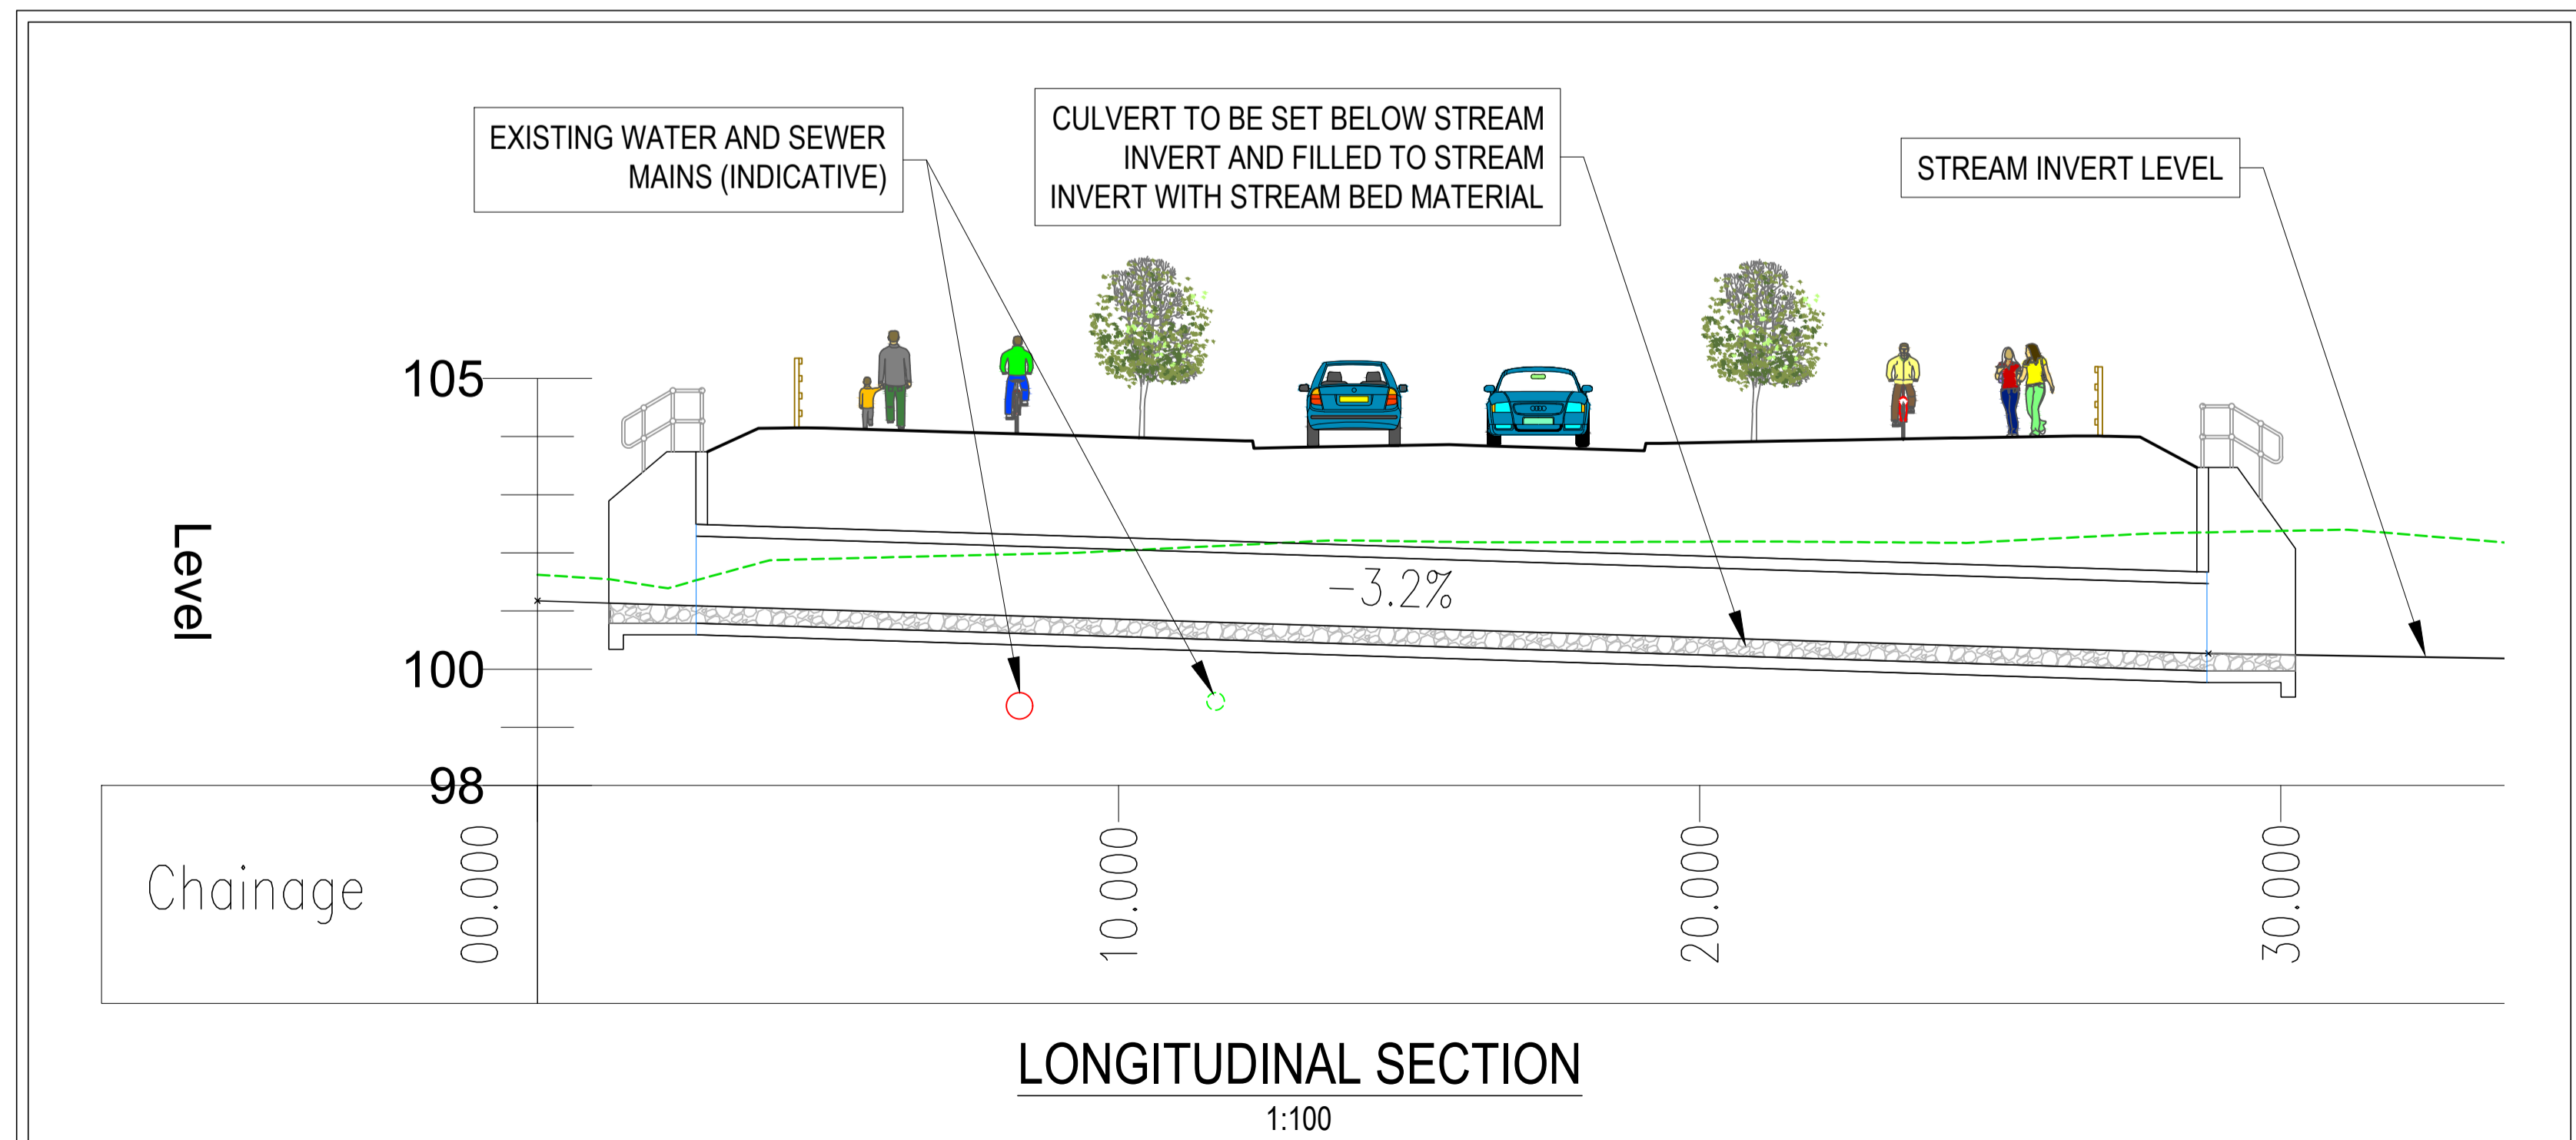 EXISTING WATER AND SEWER
MAINS (INDICATIVE)
CULVERT TO BE SET BELOW STREAM
INVERT AND FILLED TO STREAM
INVERT WITH STREAM BED MATERIAL
STREAM INVERT LEVEL
105
Level
-3.2%
100
98
Chainage
00.000
10.000
20.000
30.000
LONGITUDINAL SECTION
1:100